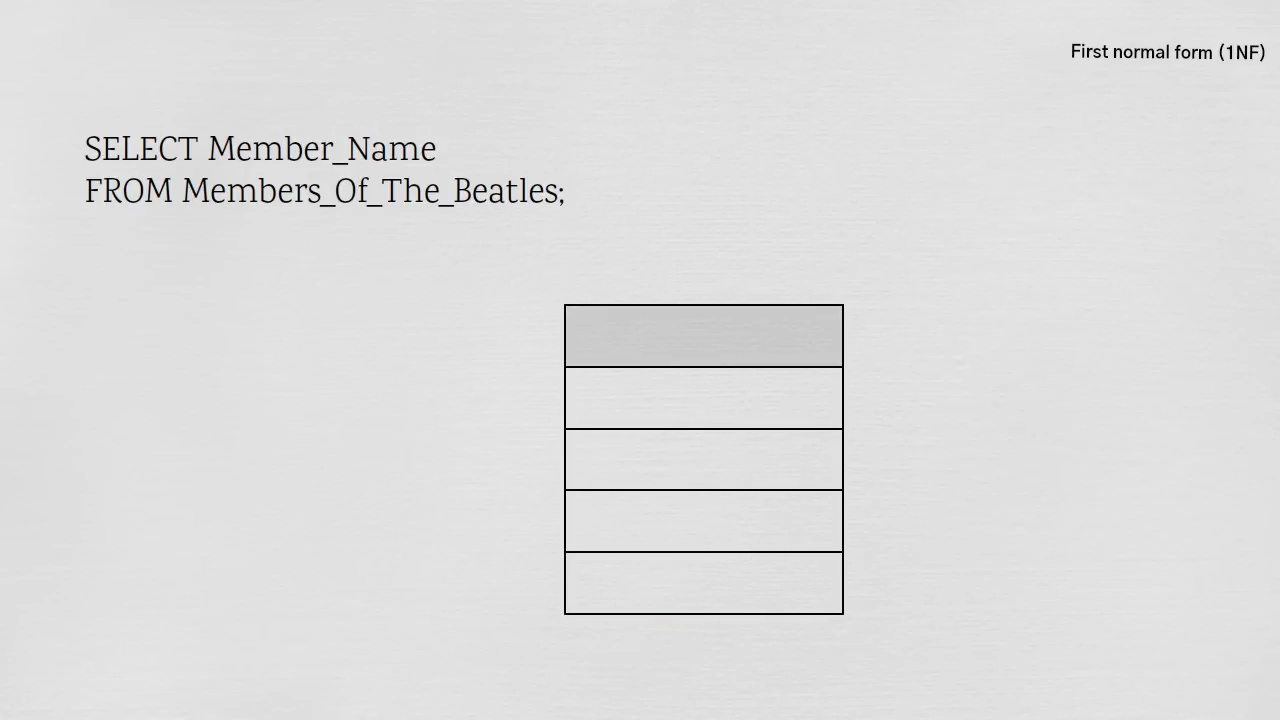 First normal form (1NF)
SELECT Member_Name
FROM Members_Of_The_Beatles;